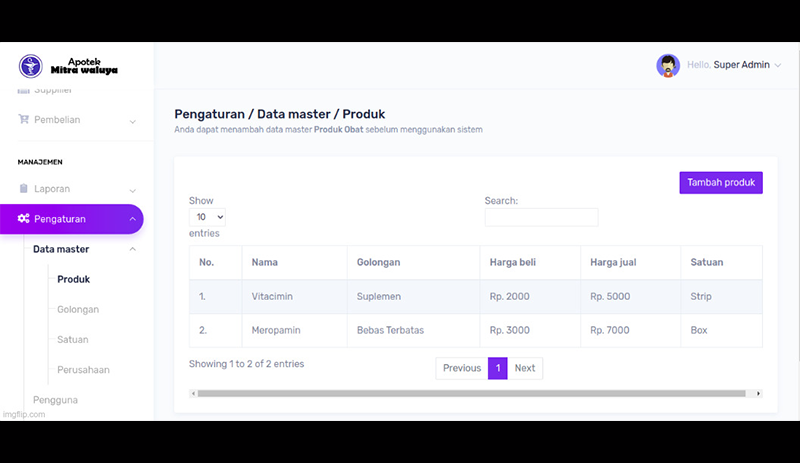 Apotek
Mitra waluya
Hello, Super Admin
Supplier
Pembelian
MANAJEMEN
Laporan
Pengaturan
Data master
Produk
Golongan
Satuan
Perusahaan
Pengguna
imgflip.com
Pengaturan / Data master / Produk
Anda dapat menambah data master Produk Obat sebelum menggunakan sistem
Tambah produk
Show
10
entries
Search:
No. Nama Golongan Harga beli Harga jual Satuan
1. Vitacimin Suplemen Rp. 2000 Rp. 5000 Strip
2. Meropamin Bebas Terbatas Rp. 3000 Rp. 7000 Box
Showing 1 to 2 of 2 entries
Previous 1 Next